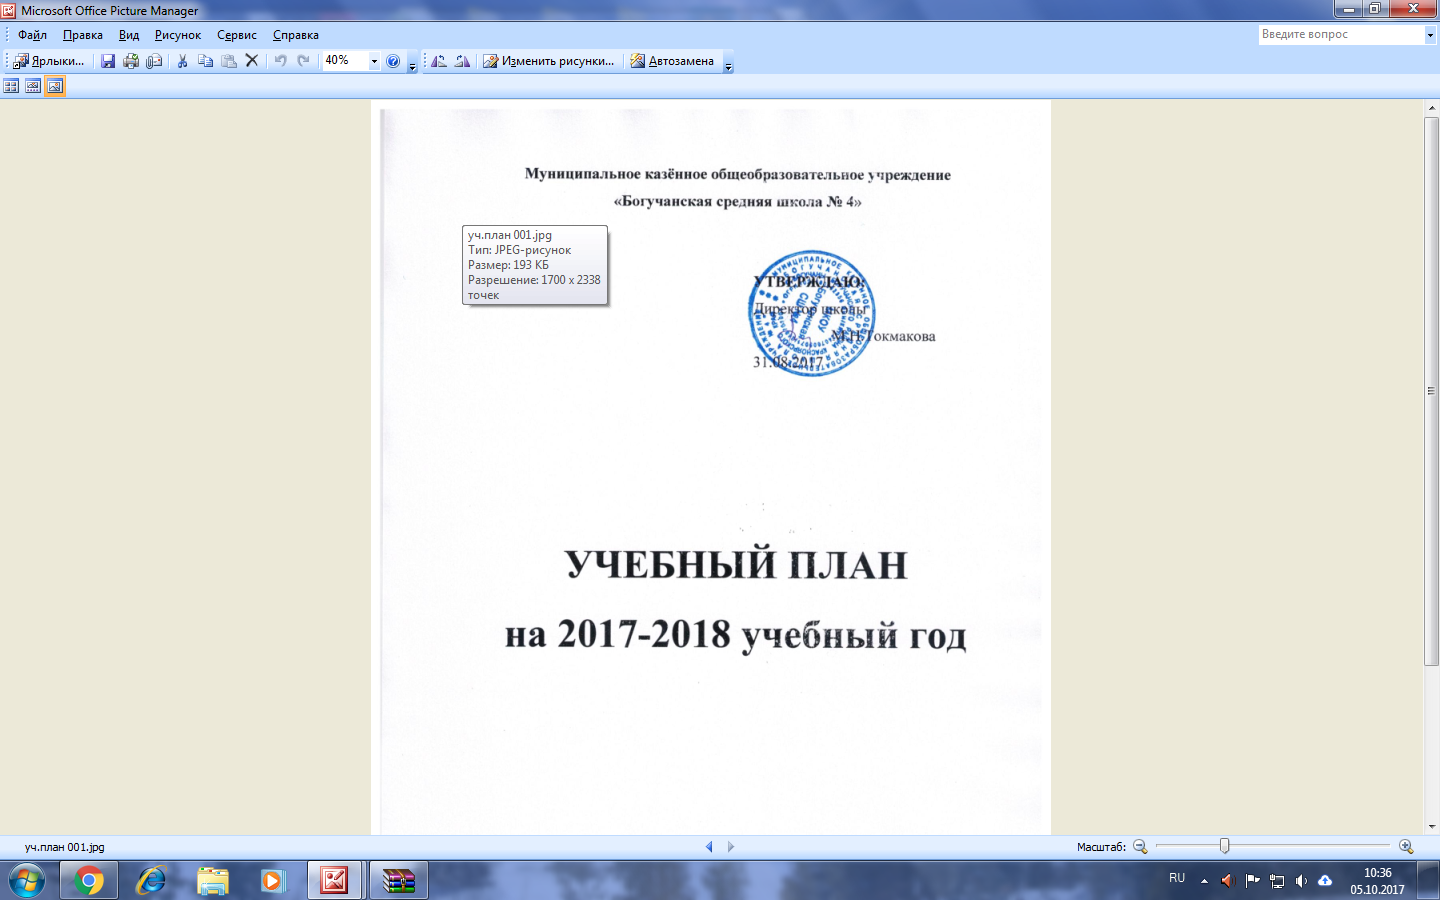 Microsoft Office Picture Manager
Файл Правка Вид Рисунок Сервис Справка
Введите вопрос
Ярлыки... 40% Изменить рисунки... Автозамена
Муниципальное казённое общеобразовательное учреждение
«Богучанская средняя школа № 4»
уч.план 001.jpg
Тип: JPEG-рисунок
Размер: 193 КБ
Разрешение: 1700 x 2338
точек
УТВЕРЖДАЮ:
Директор школы
М.Н.Токмакова
31.08.2017
УЧЕБНЫЙ ПЛАН
на 2017-2018 учебный год
уч.план 001.jpg
Масштаб:
RU
10:36
05.10.2017